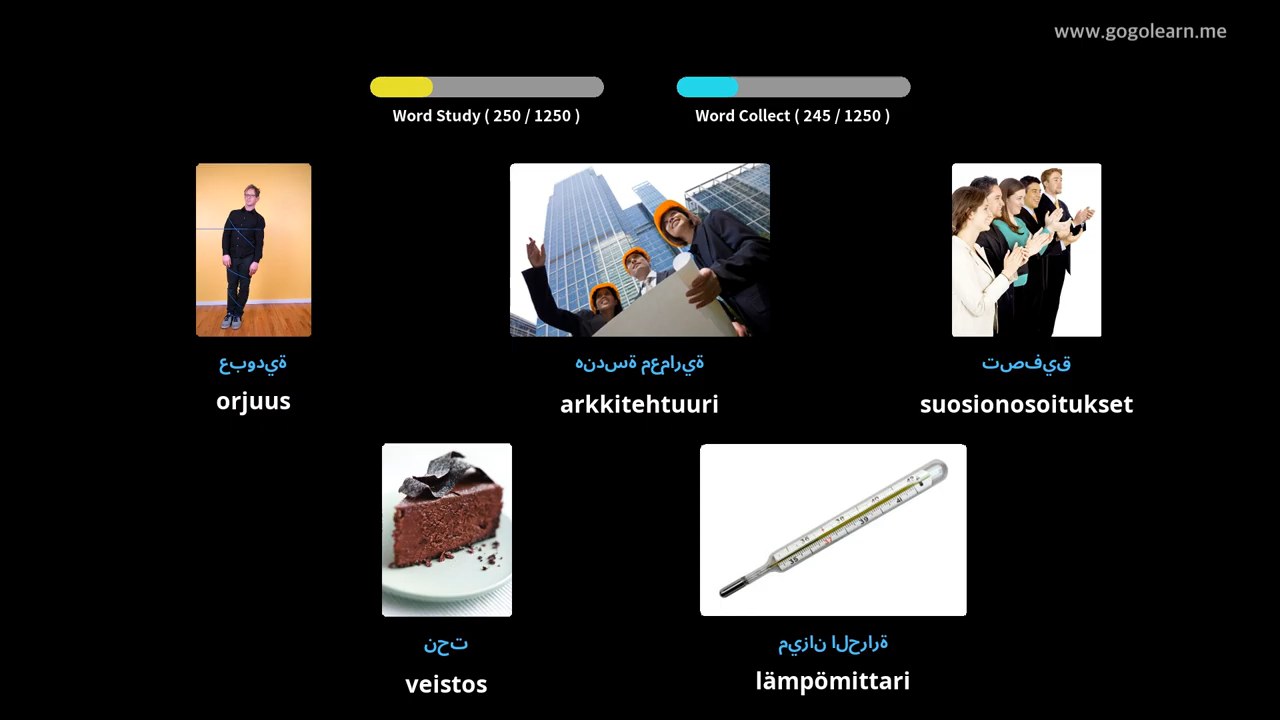 www.gogolearn.me
Word Study ( 250 / 1250 )
Word Collect ( 245 / 1250 )
عبودية
orjuus
هندسة معمارية
arkkitehtuuri
تصفيق
suosionosoitukset
نحت
veistos
ميزان الحرارة
lämpömittari